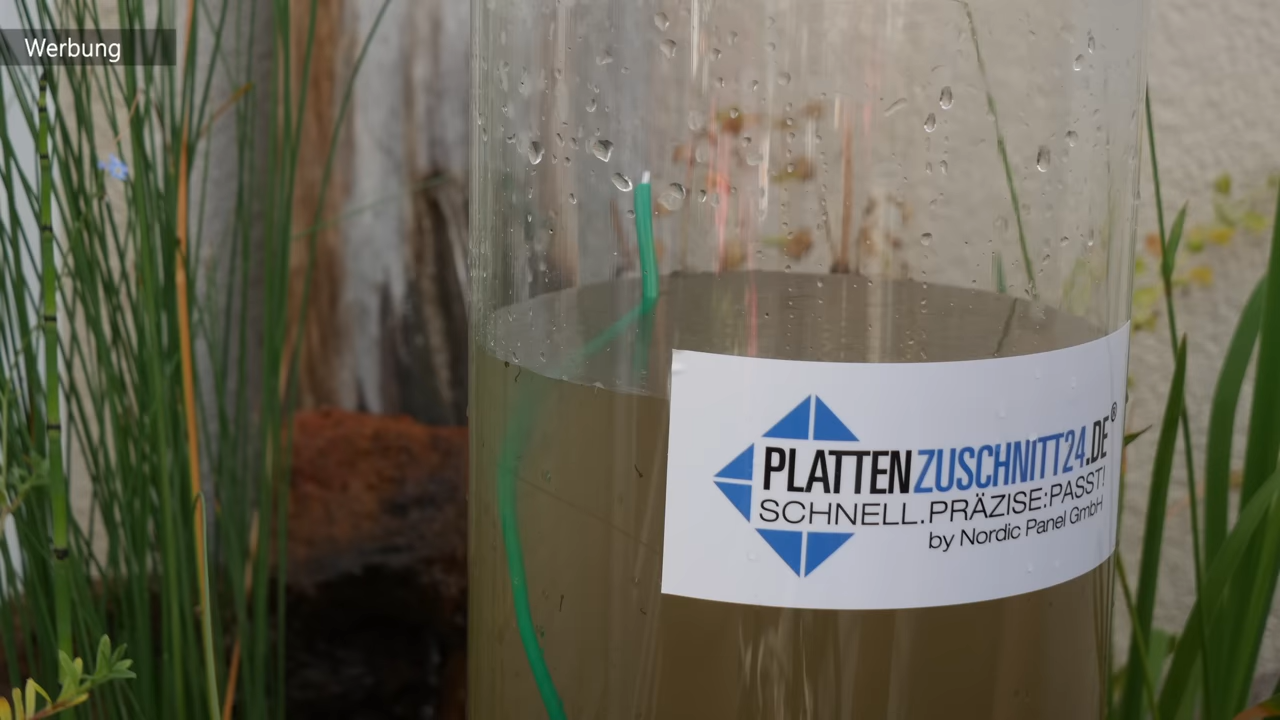 Werbung
PLATTENZUSCHNITT24.DE®
SCHNELL.PRÄZISE:PASST!
by Nordic Panel GmbH